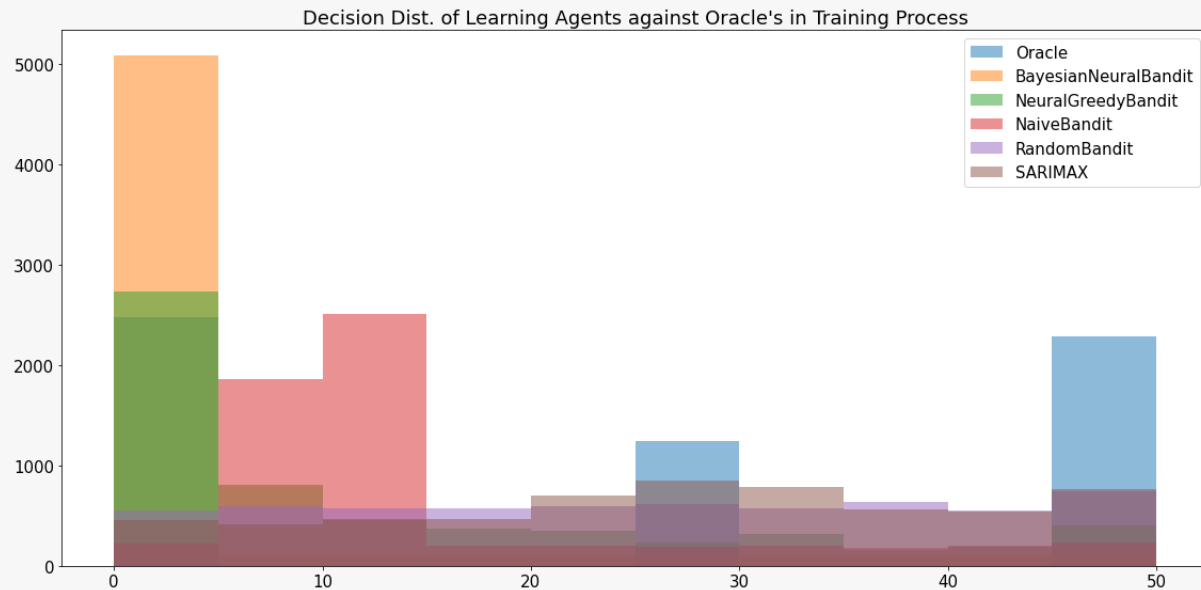 Decision Dist. of Learning Agents against Oracle's in Training Process
5000
4000
3000
2000
1000
0
Oracle
BayesianNeuralBandit
NeuralGreedyBandit
NaiveBandit
RandomBandit
SARIMAX
0 10 20 30 40 50